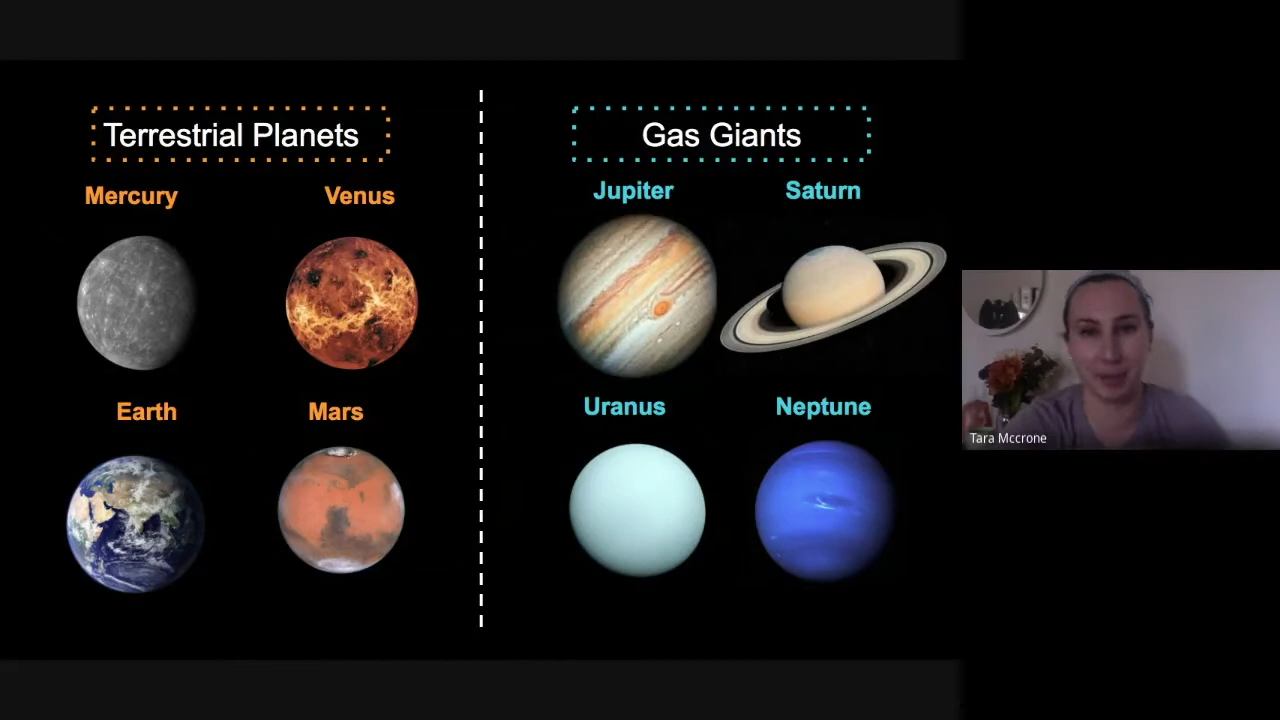 Terrestrial Planets
Mercury
Venus
Earth
Mars
Gas Giants
Jupiter
Saturn
Uranus
Neptune
Tara Mccrone